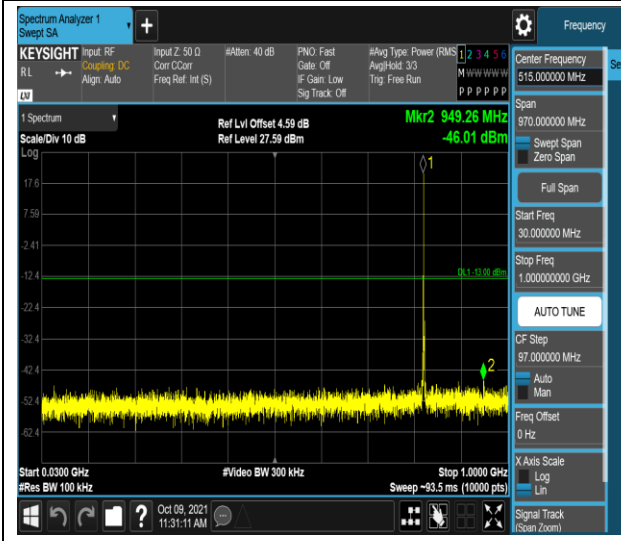 Spectrum Analyzer 1
Swept SA
+
Frequency
KEYSIGHT
RL
LXI
Input: RF
Coupling: DC
Align: Auto
Input Z: 50 Ω
Corr CCorr
Freq Ref: Int (S)
#Atten: 40 dB
PNO: Fast
Gate: Off
IF Gain: Low
Sig Track: Off
#Avg Type: Power (RMS
Avg|Hold: 3/3
Trig: Free Run
1 2 3 4 5 6
M W W W W W
P P P P P P
1 Spectrum
Scale/Div 10 dB
Log
Ref Lvl Offset 4.59 dB
Ref Level 27.59 dBm
Mkr2 949.26 MHz
-46.01 dBm
1
17.6
7.59
-2.41
-12.4
DL1 -13.00 dBm
-22.4
-32.4
-42.4
2
-52.4
-62.4
Start 0.0300 GHz
#Res BW 100 kHz
#Video BW 300 kHz
Stop 1.0000 GHz
Sweep ~93.5 ms (10000 pts)
Center Frequency
515.000000 MHz
Se
Span
970.000000 MHz
Swept Span
Zero Span
Full Span
Start Freq
30.000000 MHz
Stop Freq
1.000000000 GHz
AUTO TUNE
CF Step
97.000000 MHz
Auto
Man
Freq Offset
0 Hz
X Axis Scale
Log
Lin
Signal Track
(Span Zoom)
?
Oct 09, 2021
11:31:11 AM